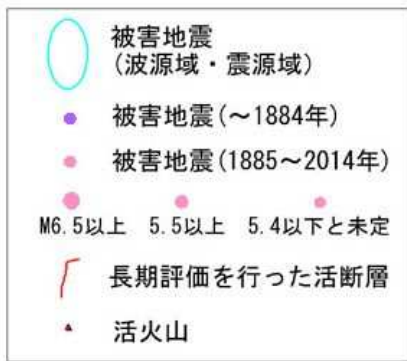 被害地震
(波源域・震源域)
被害地震(～1884年)
被害地震(1885～2014年)
M6.5以上 5.5以上 5.4以下と未定
長期評価を行った活断層
活火山